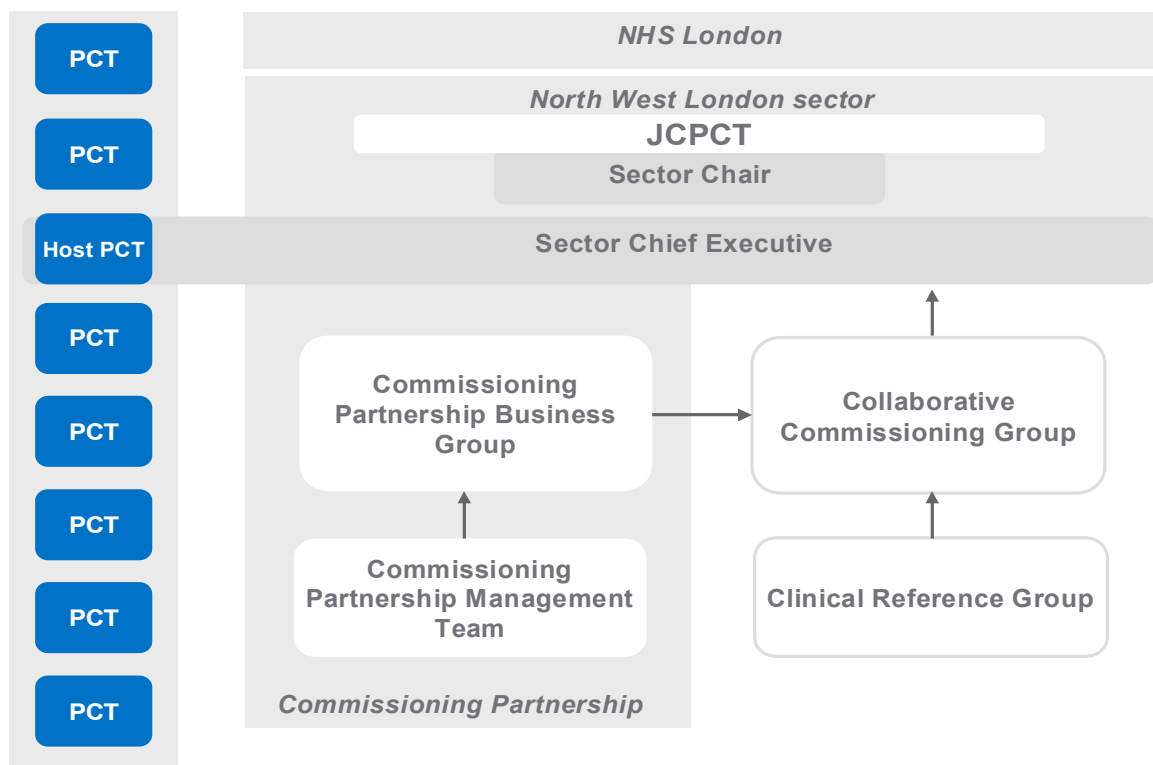 PCT
PCT
Host PCT
PCT
PCT
PCT
PCT
PCT
NHS London
North West London sector
JCPCT
Sector Chair
Sector Chief Executive
Commissioning
Partnership Business
Group
Collaborative
Commissioning Group
Commissioning
Partnership Management
Team
Clinical Reference Group
Commissioning Partnership